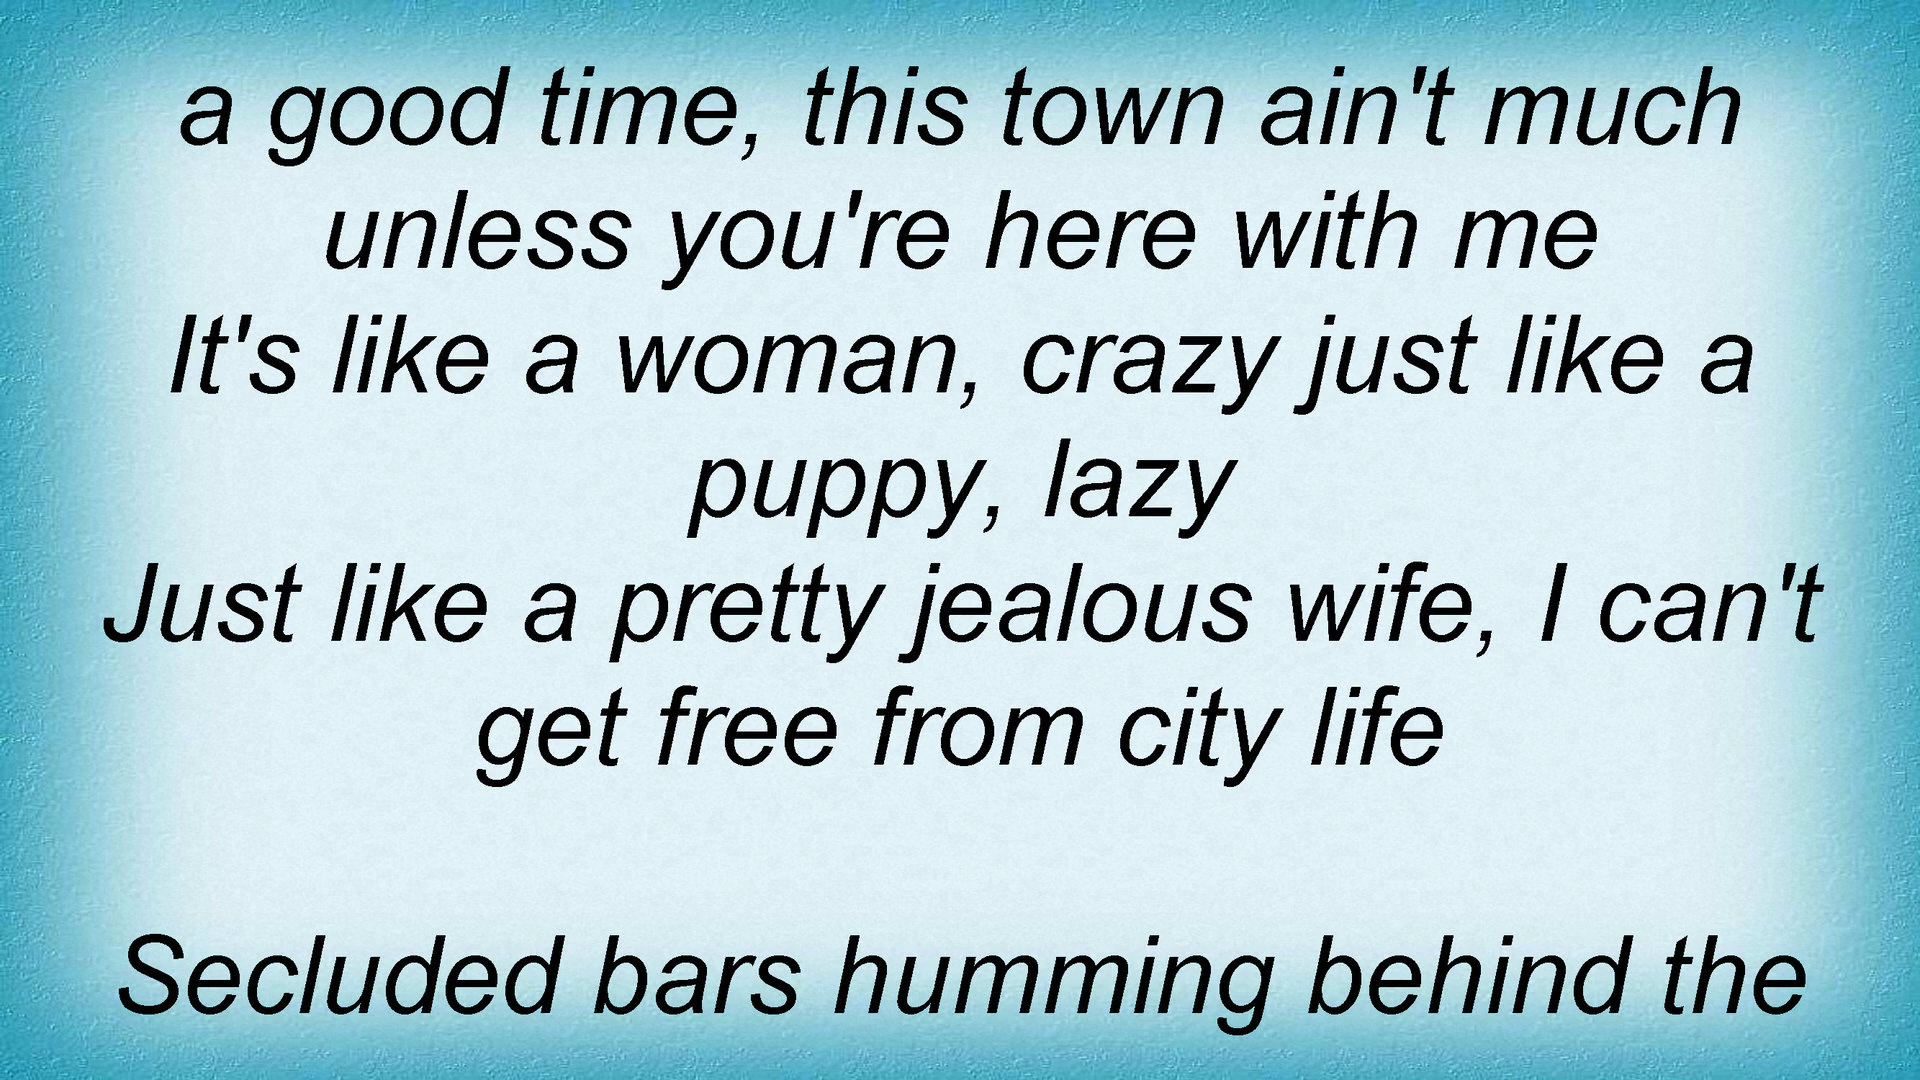 a good time, this town ain't much
unless you're here with me
It's like a woman, crazy just like a
puppy, lazy
Just like a pretty jealous wife, I can't
get free from city life
Secluded bars humming behind the